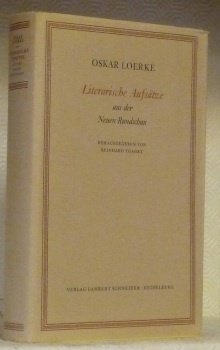 OSKAR LOERKE
Literarische Aufsätze
aus der
Neuen Rundschau
HERAUSGEGEBEN VON
REINHARD TGAHRT
VERLAG LAMBERT SCHNEIDER · HEIDELBERG